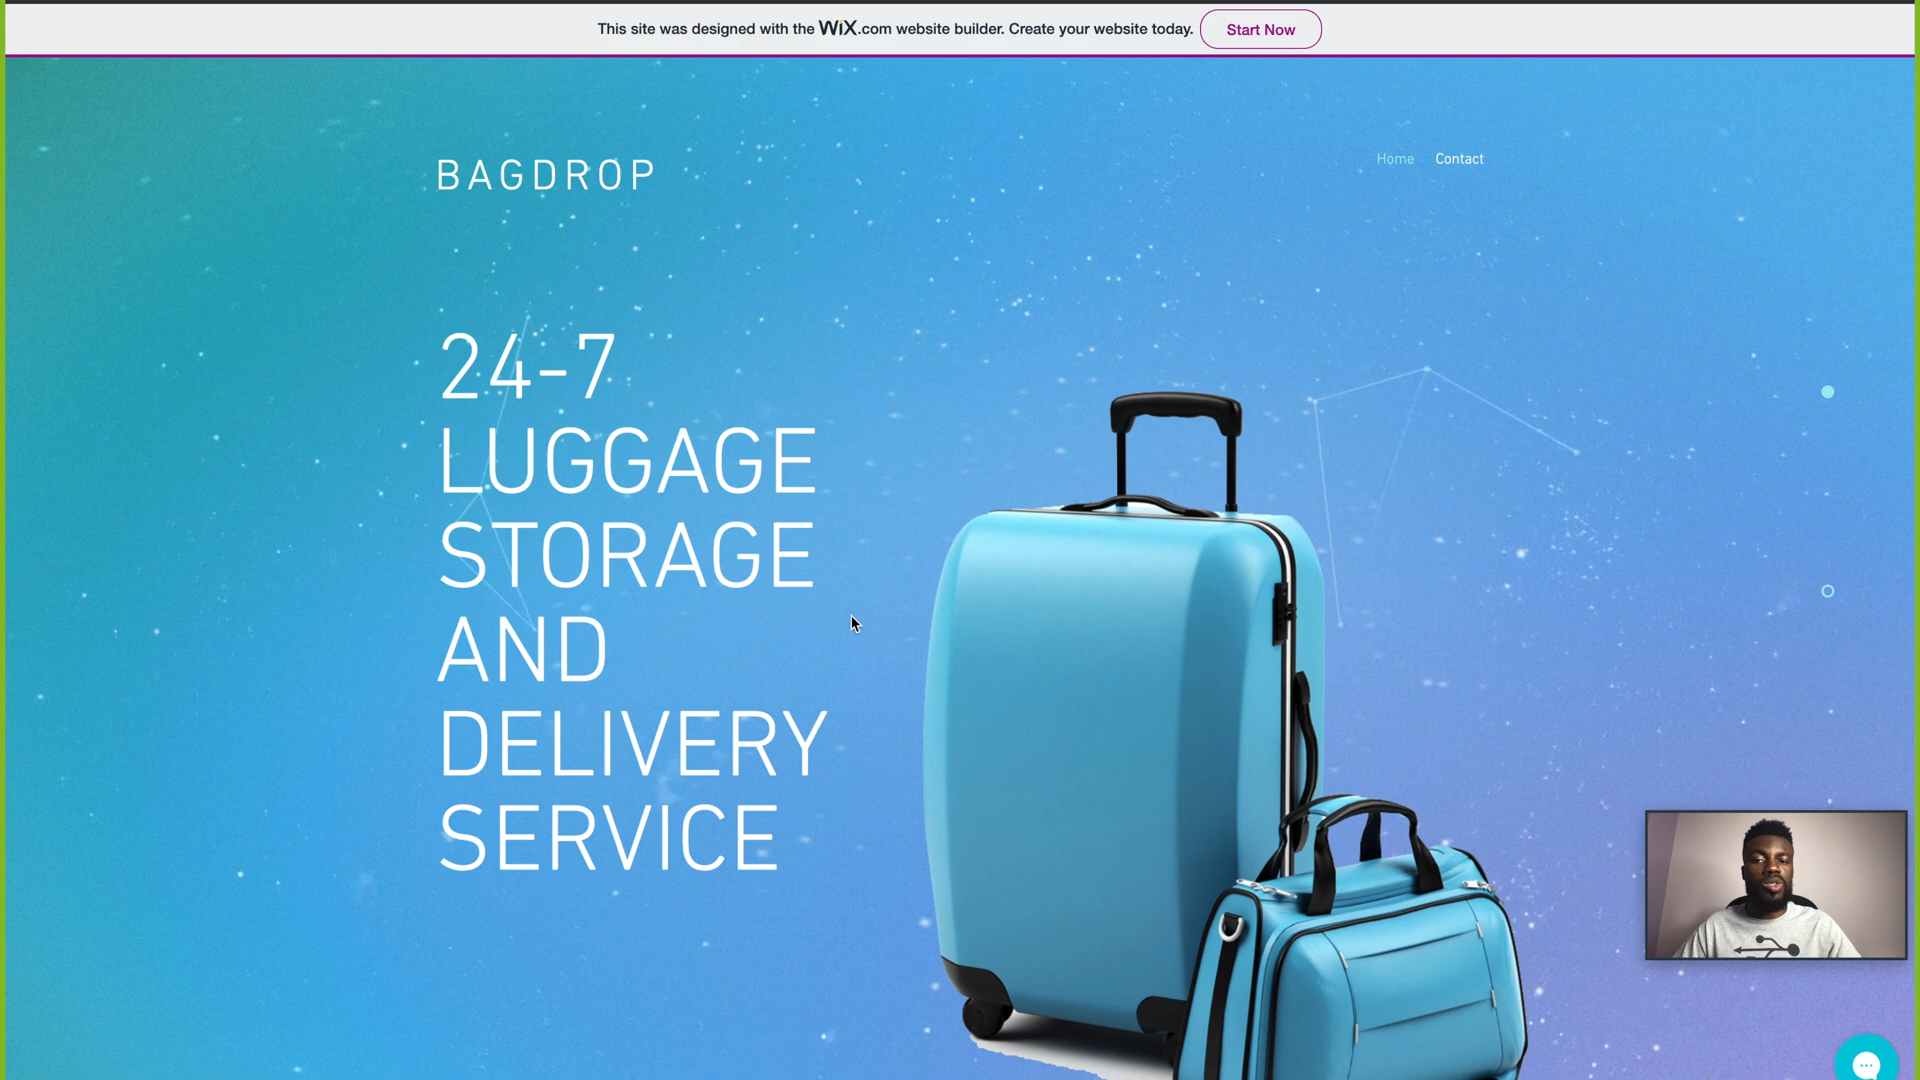 This site was designed with the WiX.com website builder. Create your website today. Start Now
BAGDROP
Home Contact
24-7
LUGGAGE
STORAGE
AND
DELIVERY
SERVICE